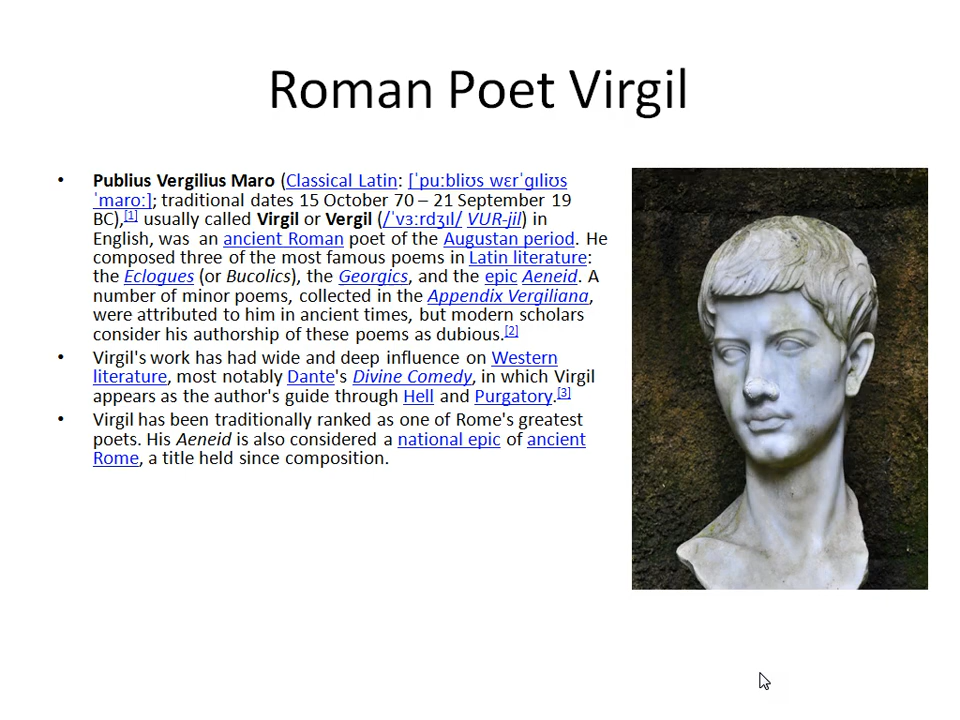 Roman Poet Virgil
• Publius Vergilius Maro (Classical Latin: [ˈpuːbliʊs wɛrˈɡɪliʊs
ˈmaroː]; traditional dates 15 October 70 – 21 September 19
BC),[1] usually called Virgil or Vergil (/ˈvɜːrdʒɪl/ VUR-jil) in
English, was an ancient Roman poet of the Augustan period. He
composed three of the most famous poems in Latin literature:
the Eclogues (or Bucolics), the Georgics, and the epic Aeneid. A
number of minor poems, collected in the Appendix Vergiliana,
were attributed to him in ancient times, but modern scholars
consider his authorship of these poems as dubious.[2]
• Virgil's work has had wide and deep influence on Western
literature, most notably Dante's Divine Comedy, in which Virgil
appears as the author's guide through Hell and Purgatory.[3]
• Virgil has been traditionally ranked as one of Rome's greatest
poets. His Aeneid is also considered a national epic of ancient
Rome, a title held since composition.